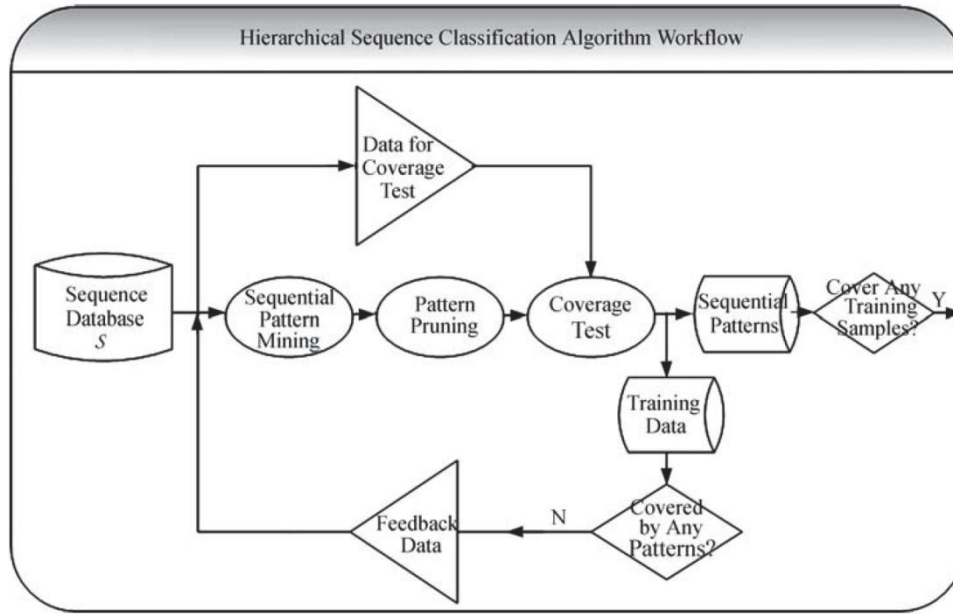 Hierarchical Sequence Classification Algorithm Workflow
Data for
Coverage
Test
Sequence
Database
S
Sequential
Pattern
Mining
Pattern
Pruning
Coverage
Test
Sequential
Patterns
Cover Any
Training
Samples?
Y
Training
Data
Covered
by Any
Patterns?
N
Feedback
Data